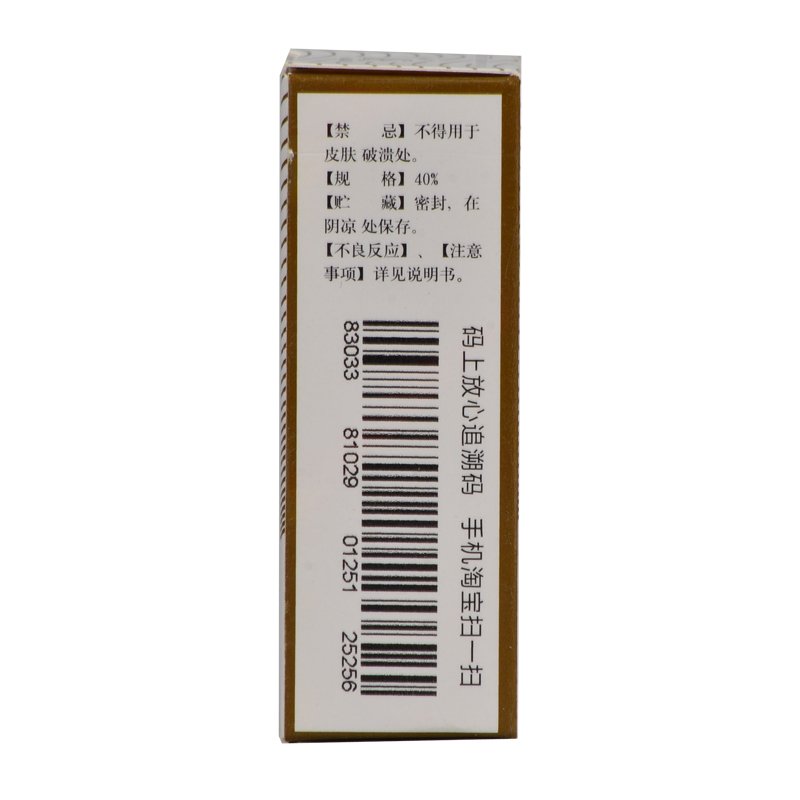 【禁 忌】不得用于
皮肤 破溃处。
【规 格】40%
【贮 藏】密封，在
阴凉 处保存。
【不良反应】、【注意
事项】详见说明书。
码上放心追溯码 手机淘宝扫一扫
83033 81029 01251 25256